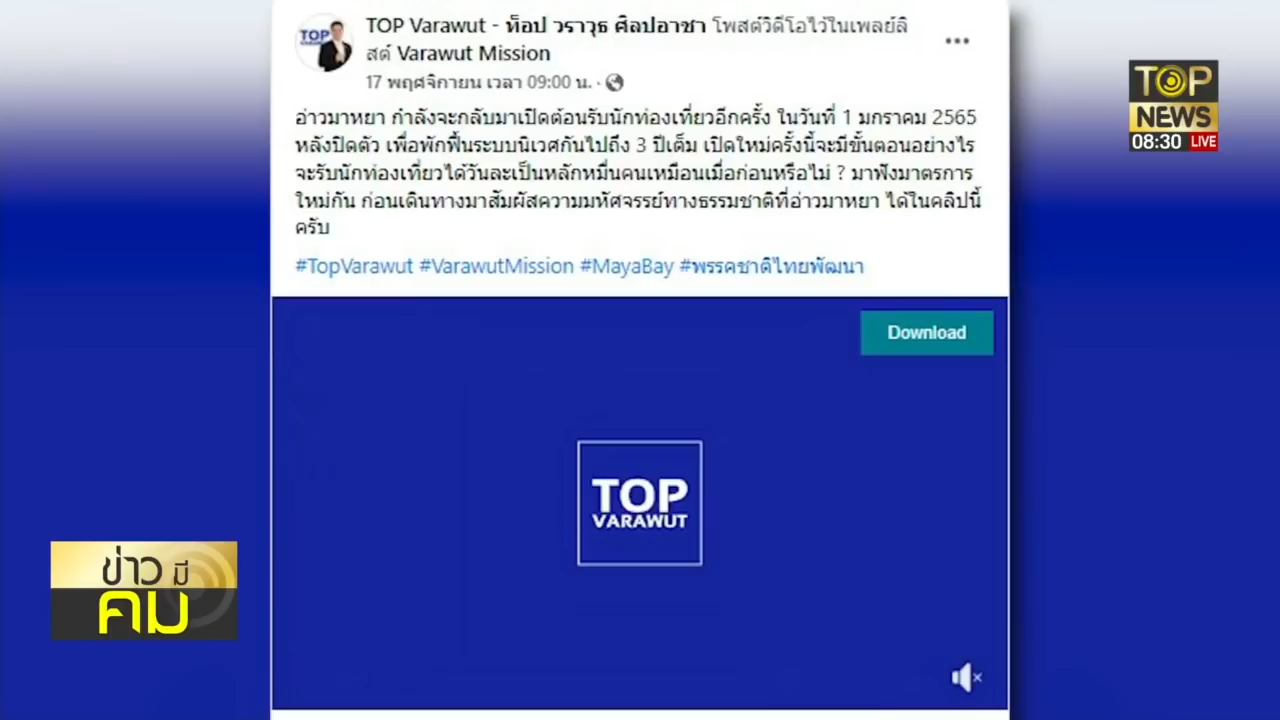 TOP Varawut - ท็อป วราวุธ ศิลปอาชา โพสต์วิดีโอไว้ในเพลย์ลิ
สต์ Varawut Mission
17 พฤศจิกายน เวลา 09:00 น. ·
อ่าวมาหยา กำลังจะกลับมาเปิดต้อนรับนักท่องเที่ยวอีกครั้ง ในวันที่ 1 มกราคม 2565
หลังปิดตัว เพื่อพักฟื้นระบบนิเวศกันไปถึง 3 ปีเต็ม เปิดใหม่ครั้งนี้จะมีขั้นตอนอย่างไร
จะรับนักท่องเที่ยวได้วันละเป็นหลักหมื่นคนเหมือนเมื่อก่อนหรือไม่ ? มาฟังมาตรการ
ใหม่กัน ก่อนเดินทางมาสัมผัสความมหัศจรรย์ทางธรรมชาติที่อ่าวมาหยา ได้ในคลิปนี้
ครับ
#TopVarawut #VarawutMission #MayaBay #พรรคชาติไทยพัฒนา
Download
TOP
VARAWUT
TOP
VARAWUT
TOP
NEWS
08:30 LIVE
ข่าวมี
คม